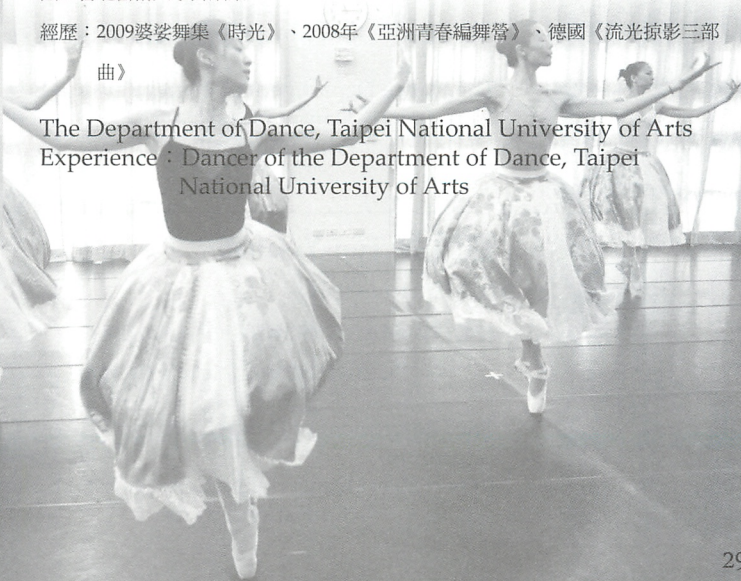 經歷：2009婆娑舞集《時光》、2008年《亞洲青春編舞營》、德國《流光掠影三部
曲》
The Department of Dance, Taipei National University of Arts
Experience：Dancer of the Department of Dance, Taipei
National University of Arts
29